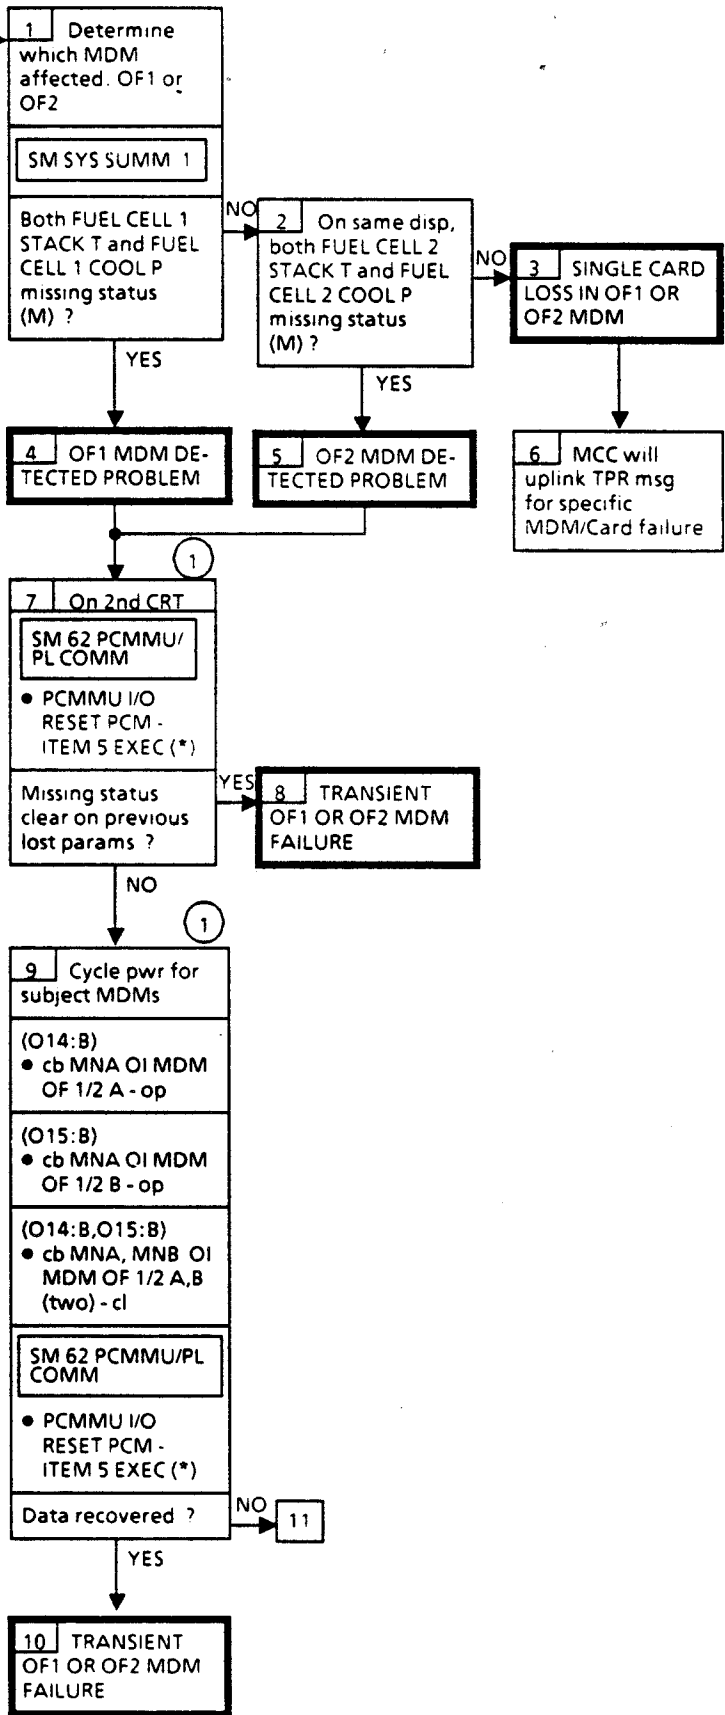 1 Determine
which MDM
affected. OF1 or
OF2
SM SYS SUMM 1
Both FUEL CELL 1
STACK T and FUEL
CELL 1 COOL P
missing status
(M) ?
NO
YES
2 On same disp,
both FUEL CELL 2
STACK T and FUEL
CELL 2 COOL P
missing status
(M) ?
NO
YES
3 SINGLE CARD
LOSS IN OF1 OR
OF2 MDM
4 OF1 MDM DE-
TECTED PROBLEM
5 OF2 MDM DE-
TECTED PROBLEM
6 MCC will
uplink TPR msg
for specific
MDM/Card failure
1
7 On 2nd CRT
SM 62 PCMMU/
PL COMM
● PCMMU I/O
RESET PCM -
ITEM 5 EXEC (*)
Missing status
clear on previous
lost params ?
YES
NO
8 TRANSIENT
OF1 OR OF2 MDM
FAILURE
1
9 Cycle pwr for
subject MDMs
(O14:B)
● cb MNA OI MDM
OF 1/2 A - op
(O15:B)
● cb MNA OI MDM
OF 1/2 B - op
(O14:B,O15:B)
● cb MNA, MNB OI
MDM OF 1/2 A,B
(two) - cl
SM 62 PCMMU/PL
COMM
● PCMMU I/O
RESET PCM -
ITEM 5 EXEC (*)
Data recovered ?
NO
11
YES
10 TRANSIENT
OF1 OR OF2 MDM
FAILURE